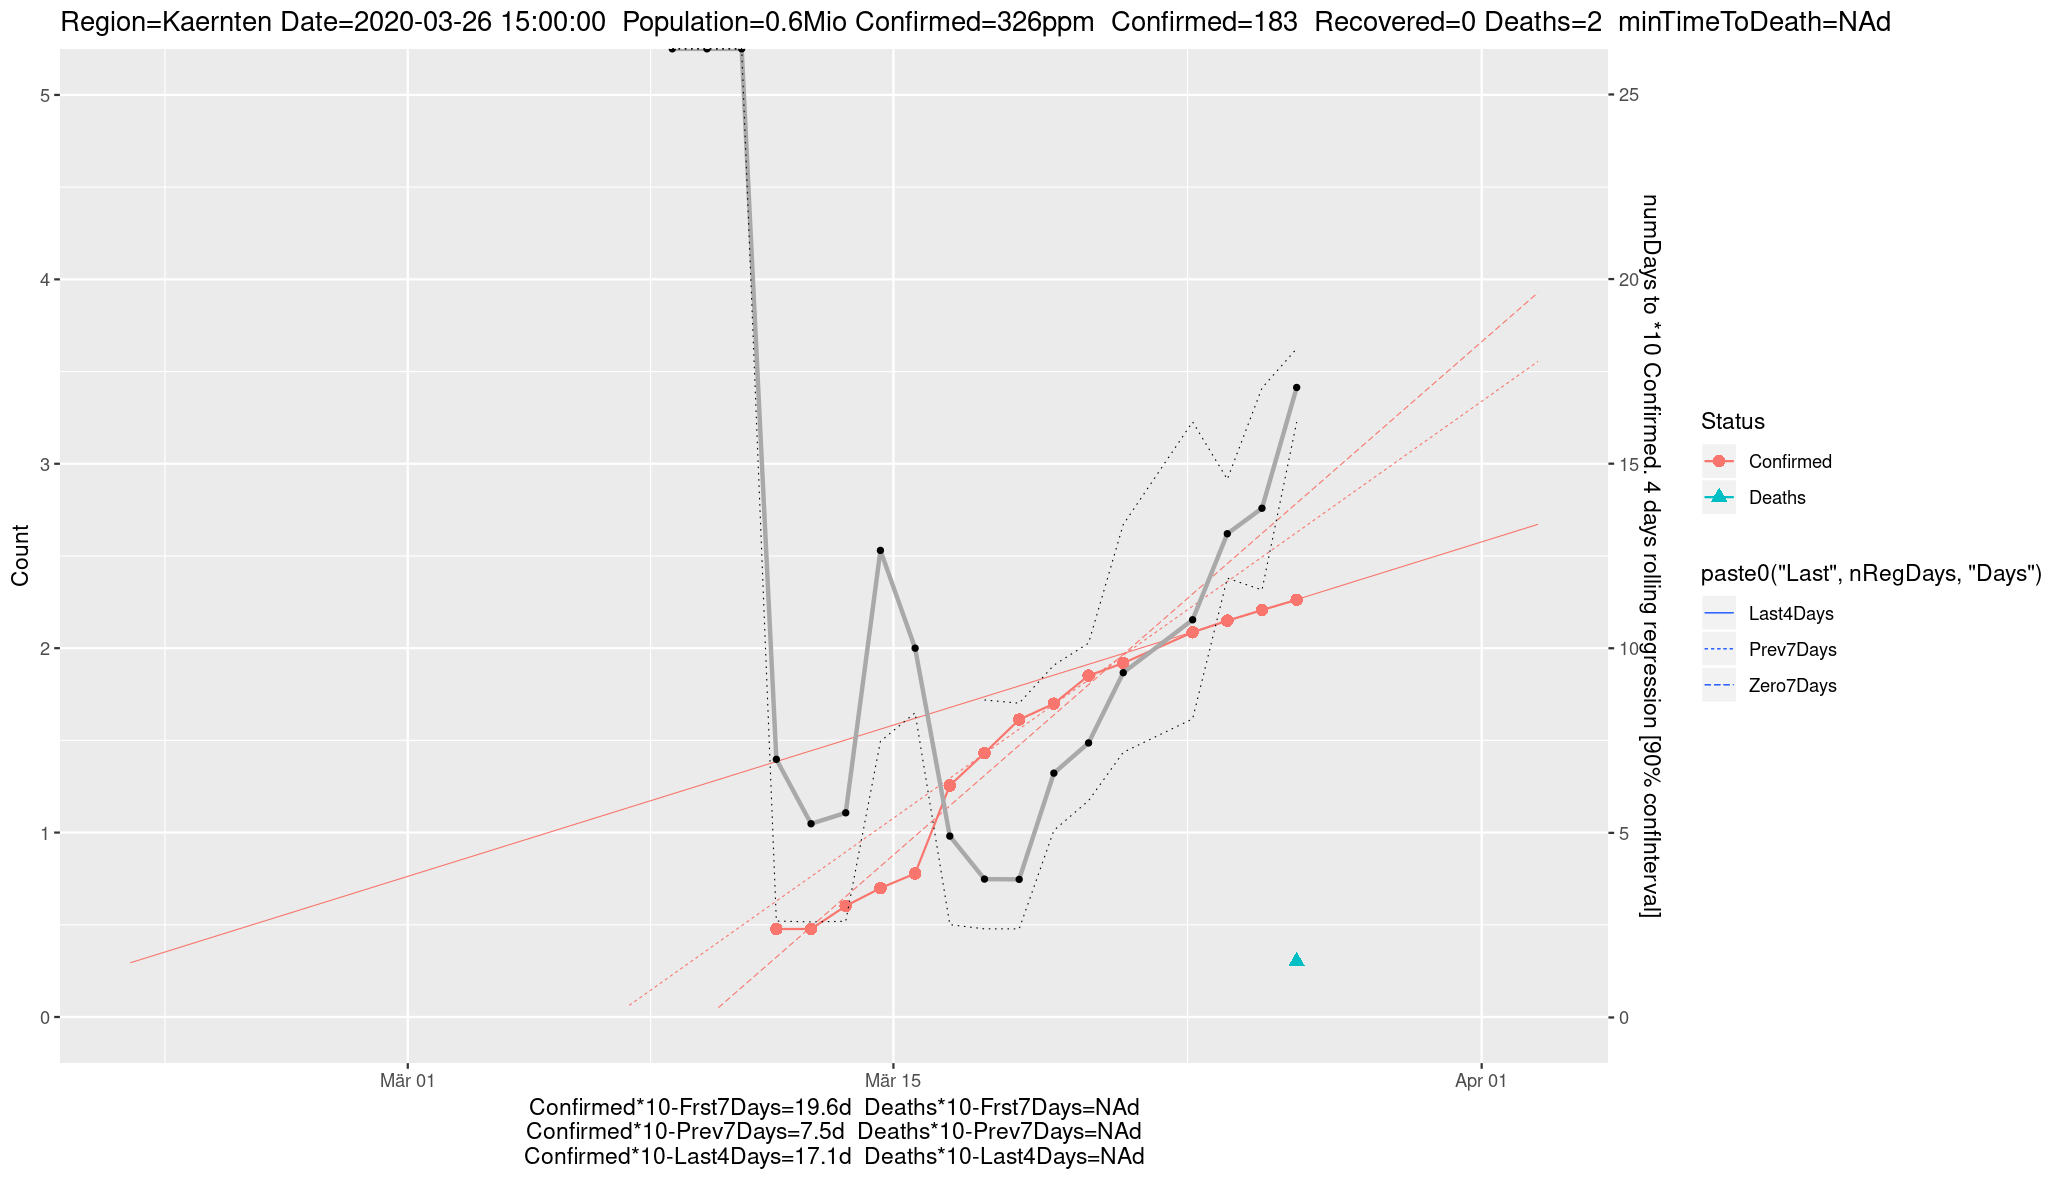 Region=Kaernten Date=2020-03-26 15:00:00  Population=0.6Mio Confirmed=326ppm  Confirmed=183  Recovered=0 Deaths=2  minTimeToDeath=NAd
Count
5
4
3
2
1
0
25
20
15
10
5
0
numDays to *10 Confirmed. 4 days rolling regression [90% confInterval]
Mär 01
Mär 15
Apr 01
Confirmed*10-Frst7Days=19.6d  Deaths*10-Frst7Days=NAd
Confirmed*10-Prev7Days=7.5d  Deaths*10-Prev7Days=NAd
Confirmed*10-Last4Days=17.1d  Deaths*10-Last4Days=NAd
Status
Confirmed
Deaths
paste0("Last", nRegDays, "Days")
Last4Days
Prev7Days
Zero7Days